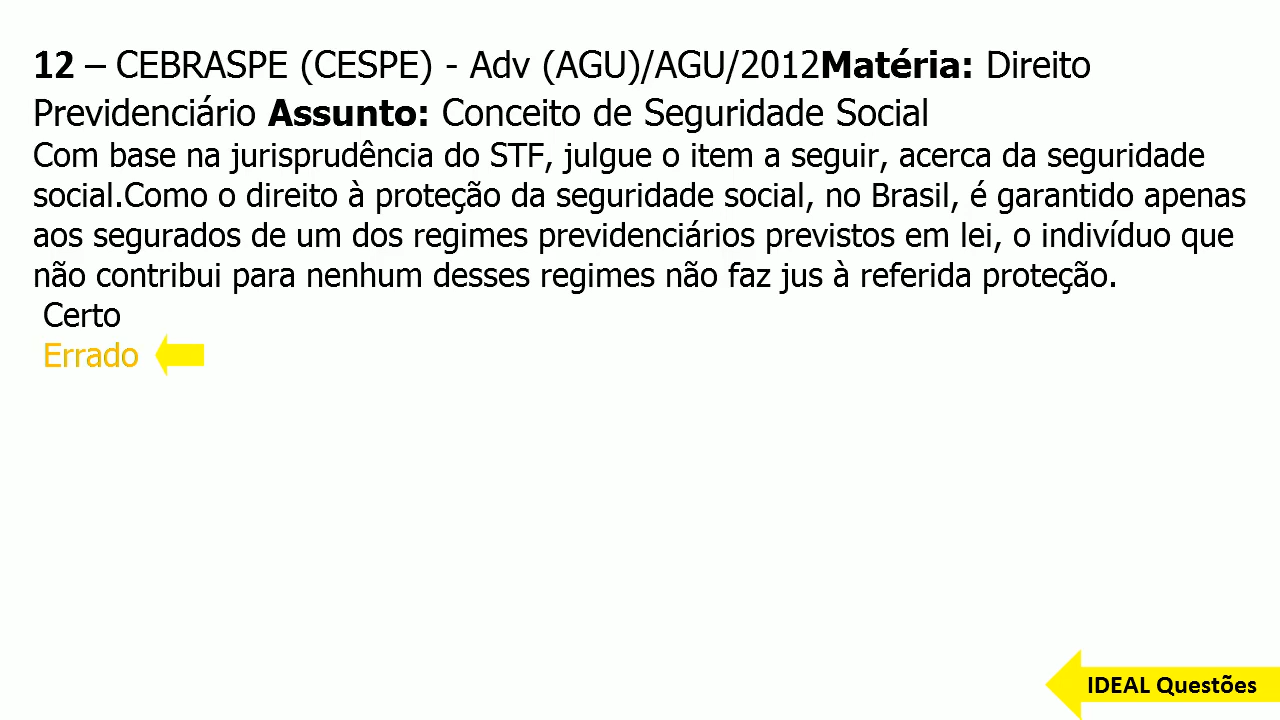 12 – CEBRASPE (CESPE) - Adv (AGU)/AGU/2012Matéria: Direito
Previdenciário Assunto: Conceito de Seguridade Social
Com base na jurisprudência do STF, julgue o item a seguir, acerca da seguridade
social.Como o direito à proteção da seguridade social, no Brasil, é garantido apenas
aos segurados de um dos regimes previdenciários previstos em lei, o indivíduo que
não contribui para nenhum desses regimes não faz jus à referida proteção.
Certo
Errado
IDEAL Questões